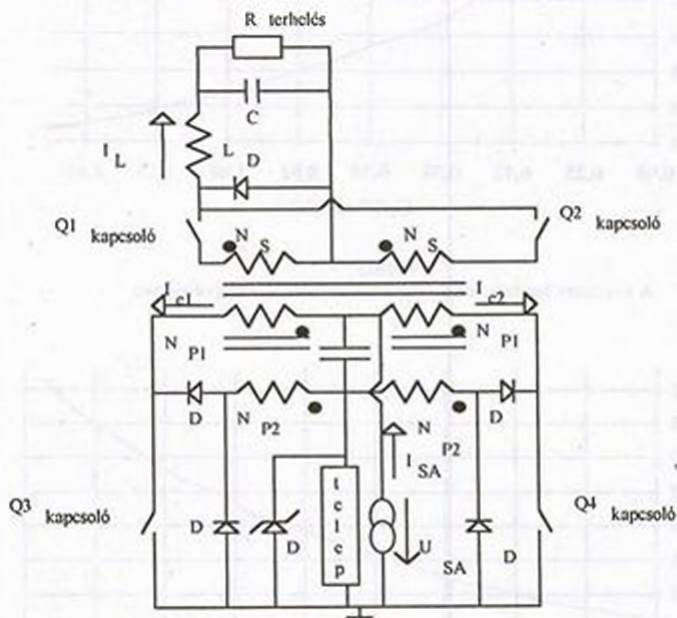 R terhelés
C
I L
L
D
Q1 kapcsoló
N S
N S
Q2 kapcsoló
I c1
I c2
N P1
N P1
D
N P2
N P2
D
I SA
Q3 kapcsoló
D
D
telep
U SA
D
Q4 kapcsoló